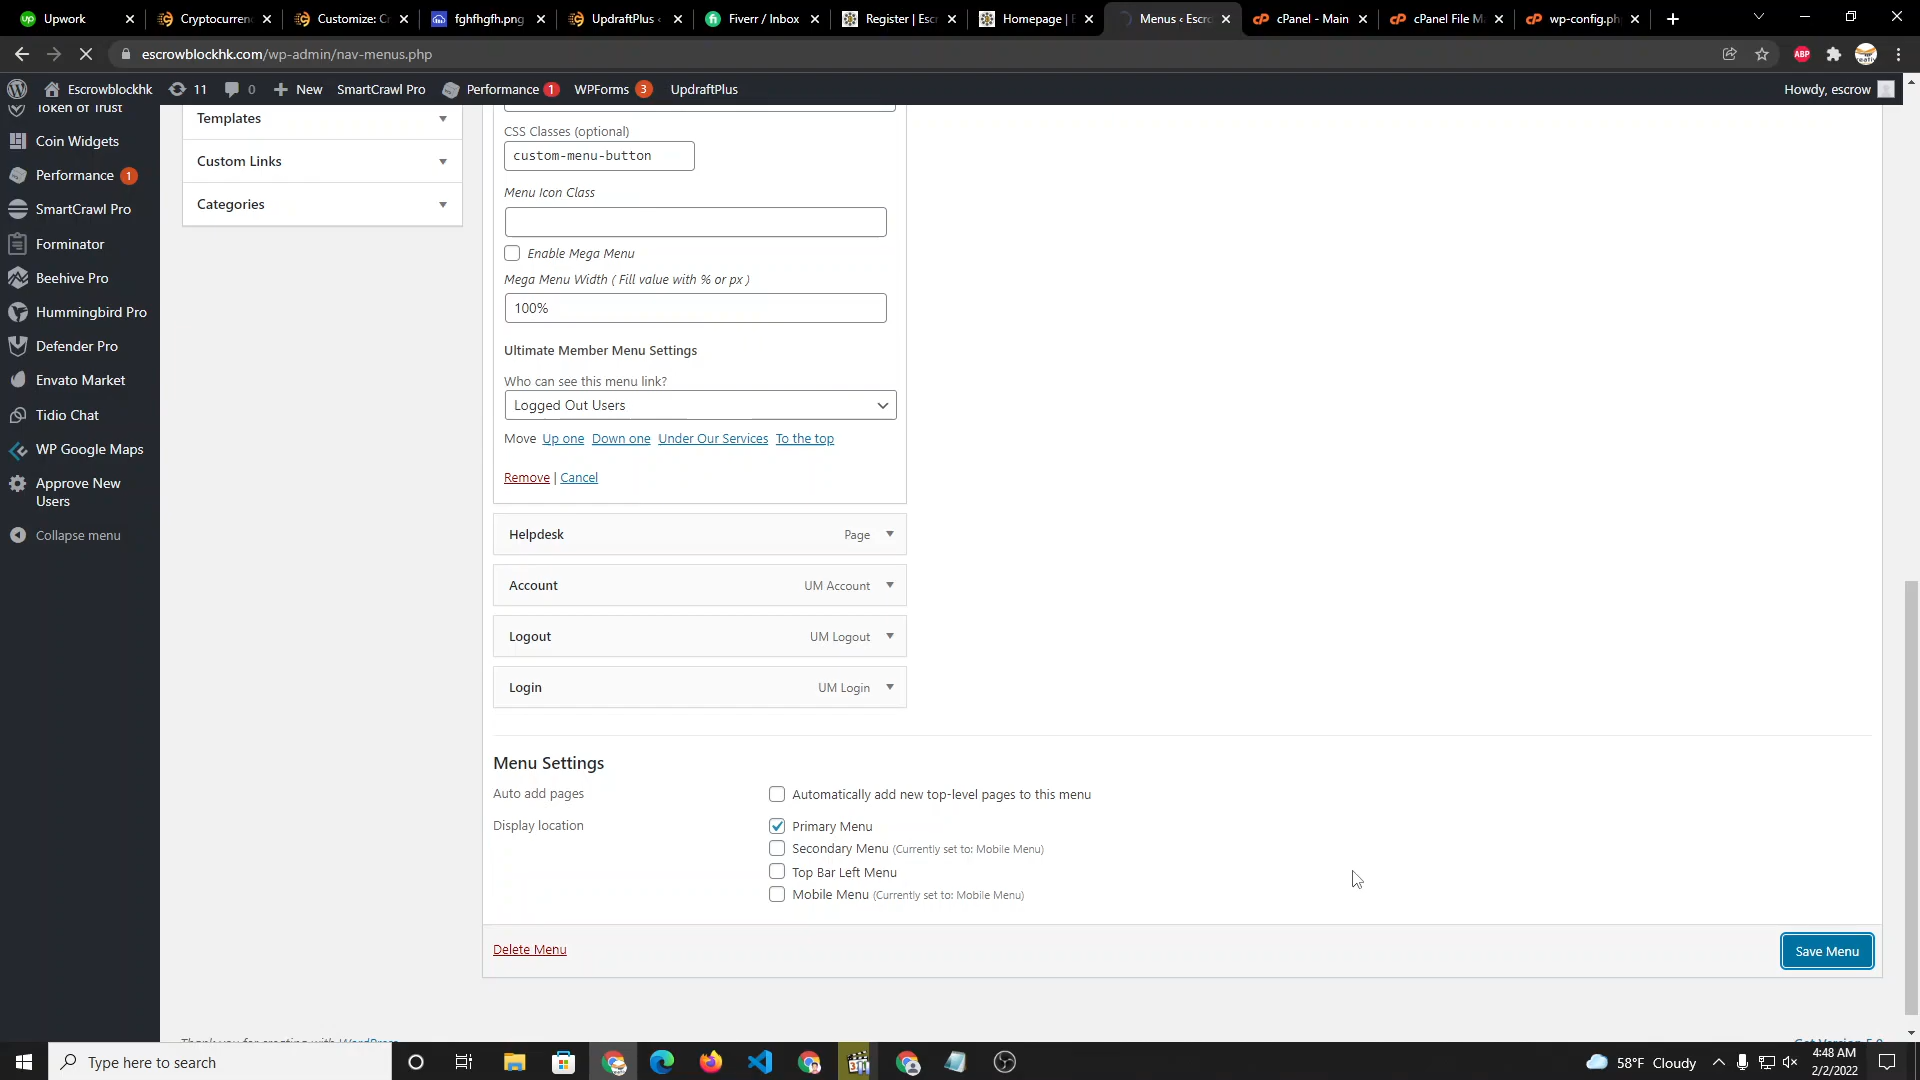 Upwork
Cryptocurren
Customize: Cr
fghfhgfh.png
UpdraftPlus ‹
Fiverr / Inbox
Register | Escr
Homepage | E
Menus ‹ Escro
cPanel - Main
cPanel File M
wp-config.ph
escrowblockhk.com/wp-admin/nav-menus.php
ABP
Escrowblockhk
11
0
New
SmartCrawl Pro
Performance 1
WPForms 3
UpdraftPlus
Howdy, escrow
Token of Trust
Coin Widgets
Performance 1
SmartCrawl Pro
Forminator
Beehive Pro
Hummingbird Pro
Defender Pro
Envato Market
Tidio Chat
WP Google Maps
Approve New
Users
Collapse menu
Templates
Custom Links
Categories
CSS Classes (optional)
custom-menu-button
Menu Icon Class
Enable Mega Menu
Mega Menu Width ( Fill value with % or px )
100%
Ultimate Member Menu Settings
Who can see this menu link?
Logged Out Users
Move Up one Down one Under Our Services To the top
Remove | Cancel
Helpdesk Page
Account UM Account
Logout UM Logout
Login UM Login
Menu Settings
Auto add pages
Automatically add new top-level pages to this menu
Display location
Primary Menu
Secondary Menu (Currently set to: Mobile Menu)
Top Bar Left Menu
Mobile Menu (Currently set to: Mobile Menu)
Delete Menu
Save Menu
Thank you for creating with WordPress
Type here to search
58°F Cloudy
4:48 AM
2/2/2022